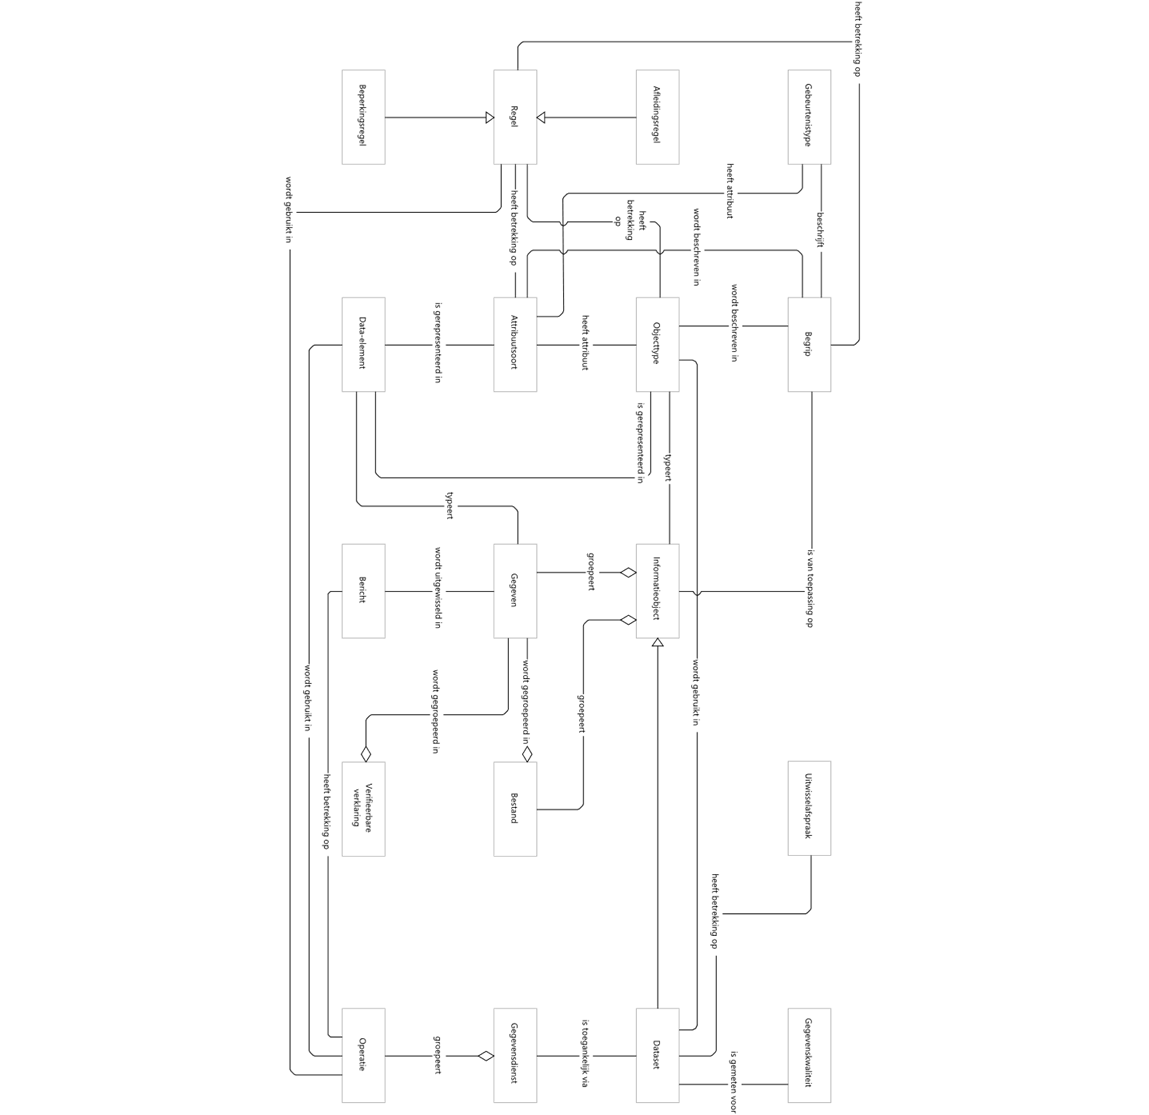 heeft betrekking op
Gebeurtenistype
beschrijft
Begrip
is van toepassing op
Uitwisselafspraak
Gegevenskwaliteit
heeft attribuut
wordt beschreven in
wordt beschreven in
heeft betrekking op
is gemeten voor
wordt gebruikt in
Afleidingsregel
heeft
betrekking
op
Objecttype
is gerepresenteerd in
typeert
Informatieobject
Dataset
heeft attribuut
groepeert
groepeert
is toegankelijk via
Regel
heeft betrekking op
Attribuutsoort
Gegeven
wordt gegroepeerd in
Bestand
Gegevensdienst
is gerepresenteerd in
typeert
wordt uitgewisseld in
wordt gegroepeerd in
groepeert
Beperkingsregel
Data-element
Bericht
Verifieerbare
verklaring
Operatie
heeft betrekking op
wordt gebruikt in
wordt gebruikt in